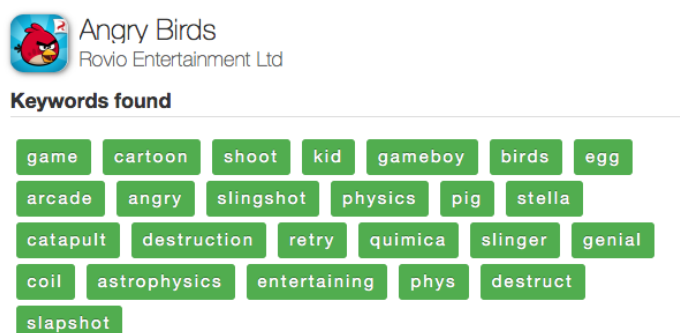 Angry Birds
Rovio Entertainment Ltd
Keywords found
game cartoon shoot kid gameboy birds egg
arcade angry slingshot physics pig stella
catapult destruction retry quimica slinger genial
coil astrophysics entertaining phys destruct
slapshot